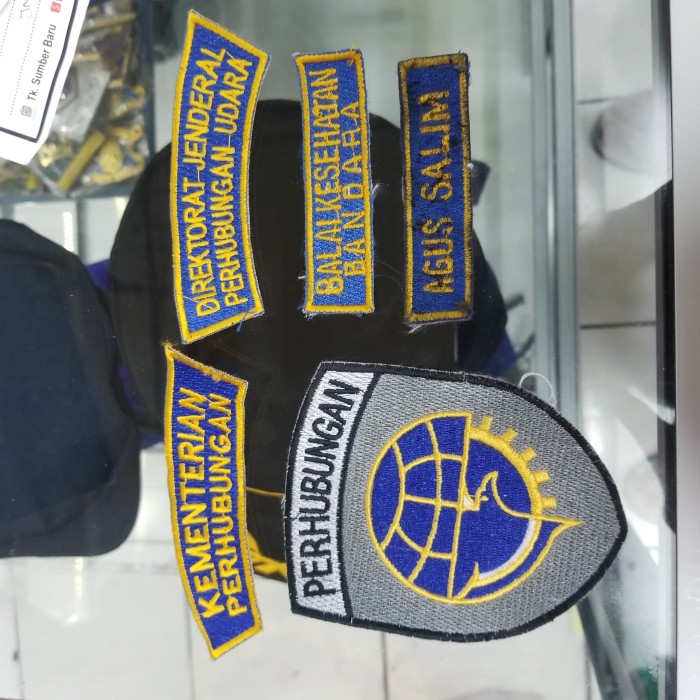 Tk. Sumber Baru
DIREKTORAT JENDERAL
PERHUBUNGAN UDARA
BALAI KESEHATAN
BANDARA
AGUS SALIM
KEMENTERIAN
PERHUBUNGAN
PERHUBUNGAN